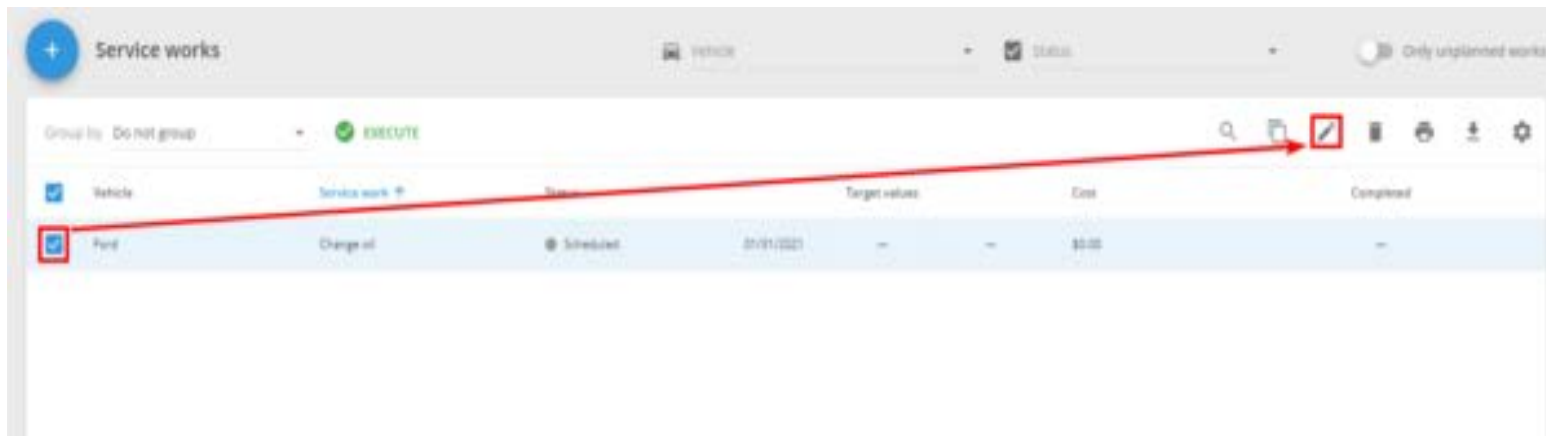 Service works Vehicle Status Only unplanned works
Group by Do not group EXECUTE
Vehicle Service work Status Target values Cost Completed
Ford Change oil Scheduled 01/01/2021 — — $0.00 —